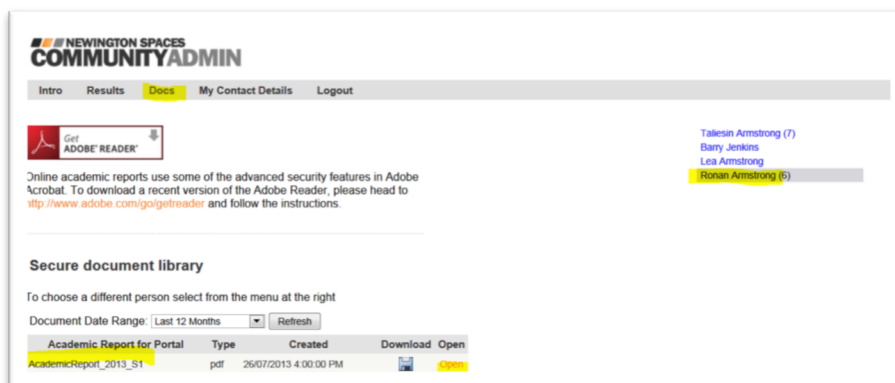 NEWINGTON SPACES
COMMUNITYADMIN
Intro Results Docs My Contact Details Logout
Get
ADOBE® READER®
Online academic reports use some of the advanced security features in Adobe
Acrobat. To download a recent version of the Adobe Reader, please head to
http://www.adobe.com/go/getreader and follow the instructions.
Taliesin Armstrong (7)
Barry Jenkins
Lea Armstrong
Ronan Armstrong (6)
Secure document library
To choose a different person select from the menu at the right
Document Date Range: Last 12 Months Refresh
Academic Report for Portal Type Created Download Open
AcademicReport_2013_S1 pdf 26/07/2013 4:00:00 PM Open